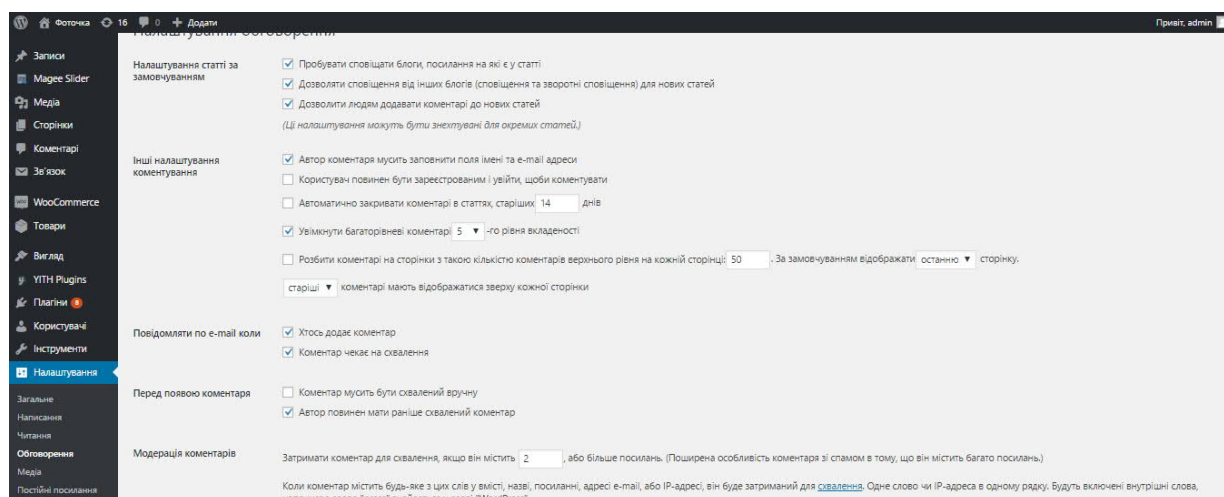 Фоточка 16 0 Додати Привіт, admin
Налаштування обговорення
Записи
Magee Slider
Медіа
Сторінки
Коментарі
Зв'язок
WooCommerce
Товари
Вигляд
YITH Plugins
Плагіни 8
Користувачі
Інструменти
Налаштування
Загальне
Написання
Читання
Обговорення
Медіа
Постійні посилання
Налаштування статті за
замовчуванням
Пробувати сповіщати блоги, посилання на які є у статті
Дозволяти сповіщення від інших блогів (сповіщення та зворотні сповіщення) для нових статей
Дозволити людям додавати коментарі до нових статей
(Ці налаштування можуть бути знехтувані для окремих статей.)
Інші налаштування
коментування
Автор коментаря мусить заповнити поля імені та e-mail адреси
Користувач повинен бути зареєстрованим і увійти, щоби коментувати
Автоматично закривати коментарі в статтях, старіших 14 днів
Увімкнути багаторівневі коментарі 5 -го рівня вкладеності
Розбити коментарі на сторінки з такою кількістю коментарів верхнього рівня на кожній сторінці: 50 . За замовчуванням відображати останню сторінку.
старіші коментарі мають відображатися зверху кожної сторінки
Повідомляти по e-mail коли
Хтось додає коментар
Коментар чекає на схвалення
Перед появою коментаря
Коментар мусить бути схвалений вручну
Автор повинен мати раніше схвалений коментар
Модерація коментарів
Затримати коментар для схвалення, якщо він містить 2 , або більше посилань. (Поширена особливість коментаря зі спамом в тому, що він містить багато посилань.)
Коли коментар містить будь-яке з цих слів у вмісті, назві, посиланні, адресі e-mail, або IP-адресі, він буде затриманий для схвалення. Одне слово чи IP-адреса в одному рядку. Будуть включені внутрішні слова,